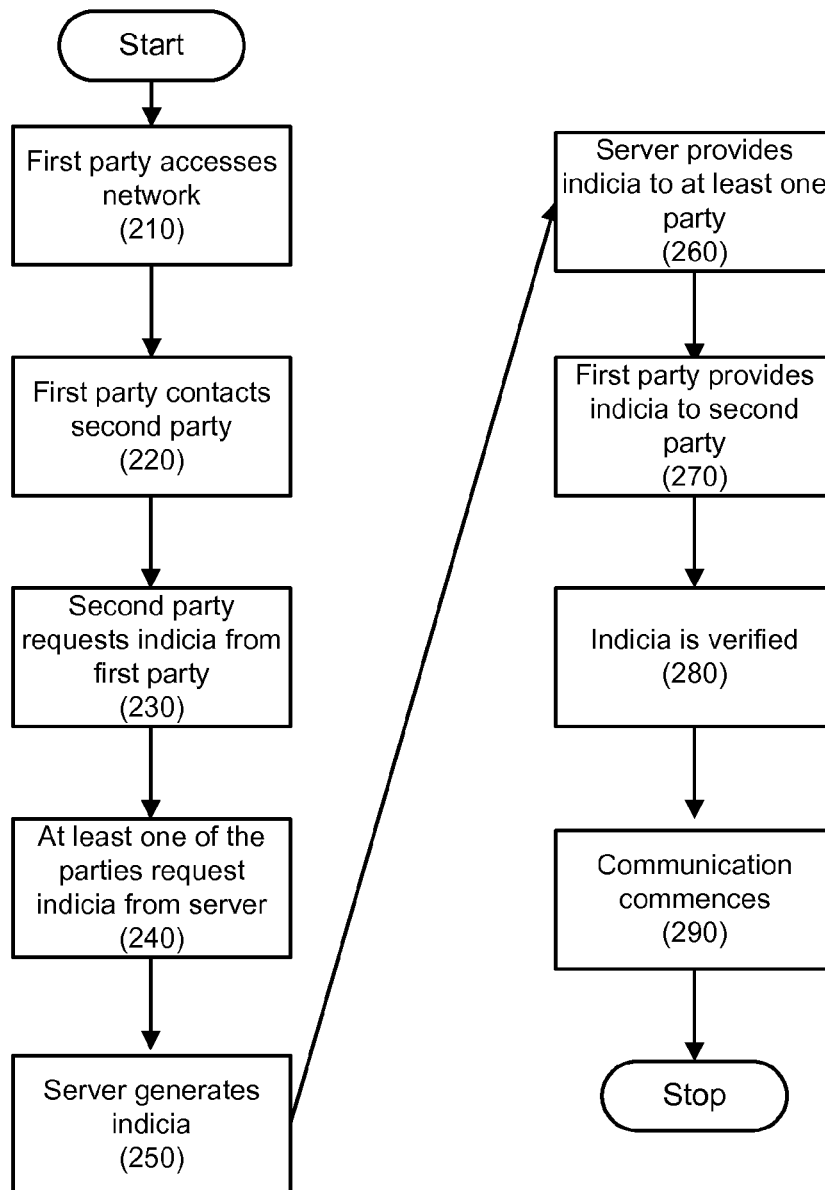 Start
First party accesses
network
(210)
First party contacts
second party
(220)
Second party
requests indicia from
first party
(230)
At least one of the
parties request
indicia from server
(240)
Server generates
indicia
(250)
Server provides
indicia to at least one
party
(260)
First party provides
indicia to second
party
(270)
Indicia is verified
(280)
Communication
commences
(290)
Stop